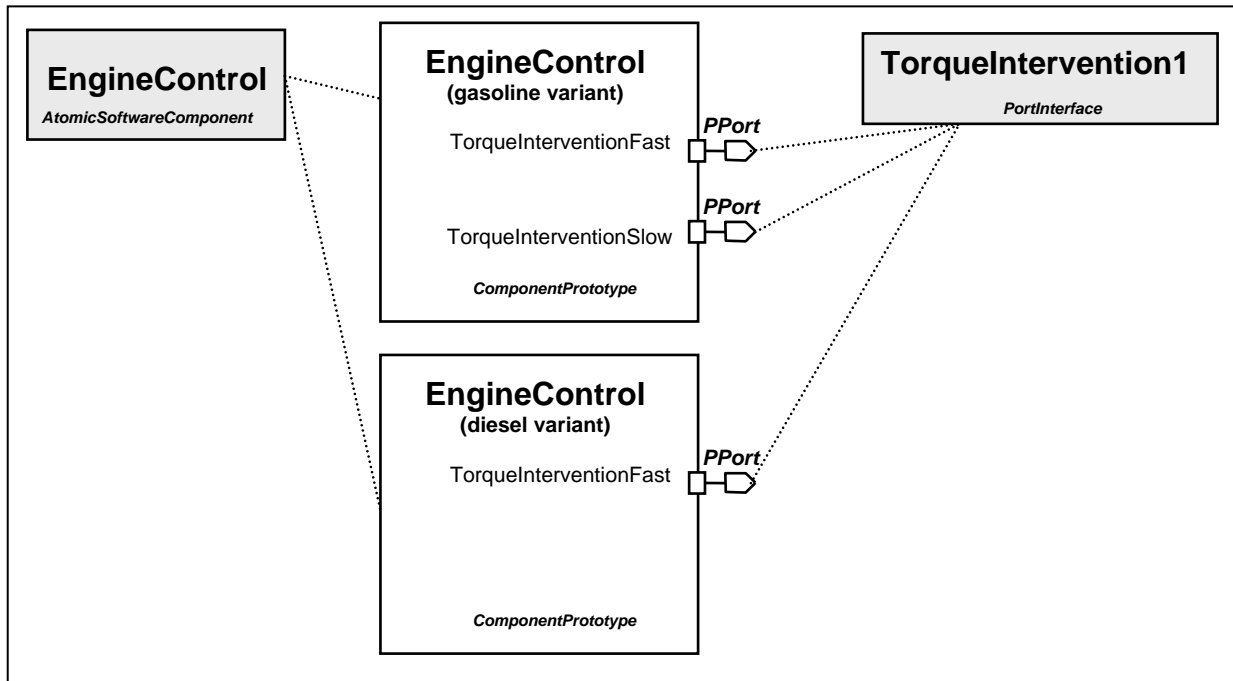 EngineControl
AtomicSoftwareComponent
EngineControl
(gasoline variant)
TorqueInterventionFast
PPort
TorqueInterventionSlow
PPort
ComponentPrototype
TorqueIntervention1
PortInterface
EngineControl
(diesel variant)
TorqueInterventionFast
PPort
ComponentPrototype